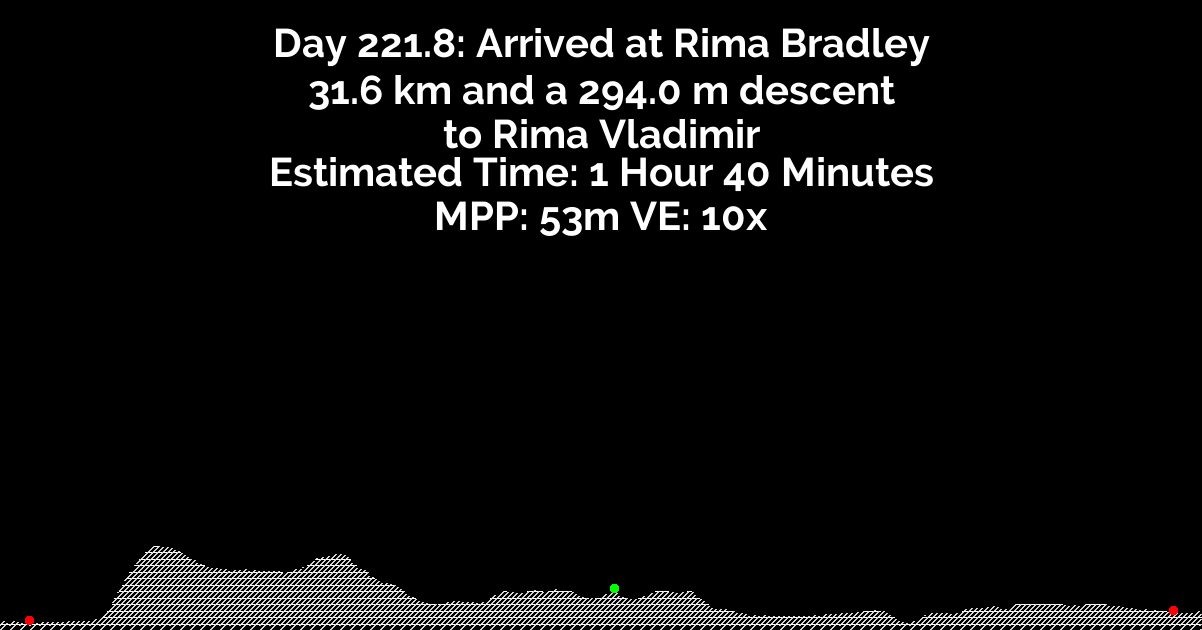 Day 221.8: Arrived at Rima Bradley
31.6 km and a 294.0 m descent
to Rima Vladimir
Estimated Time: 1 Hour 40 Minutes
MPP: 53m VE: 10x